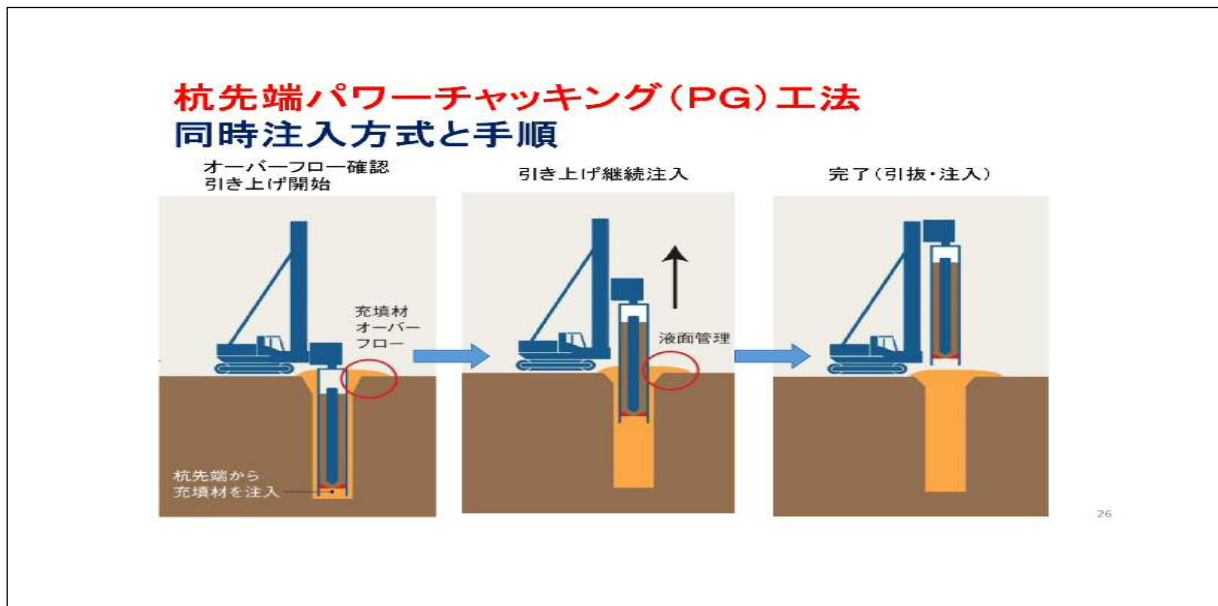 杭先端パワーチャッキング(PG)工法
同時注入方式と手順
オーバーフロー確認
引き上げ開始
引き上げ継続注入
完了(引抜・注入)
充填材
オーバー
フロー
液面管理
杭先端から
充填材を注入
26